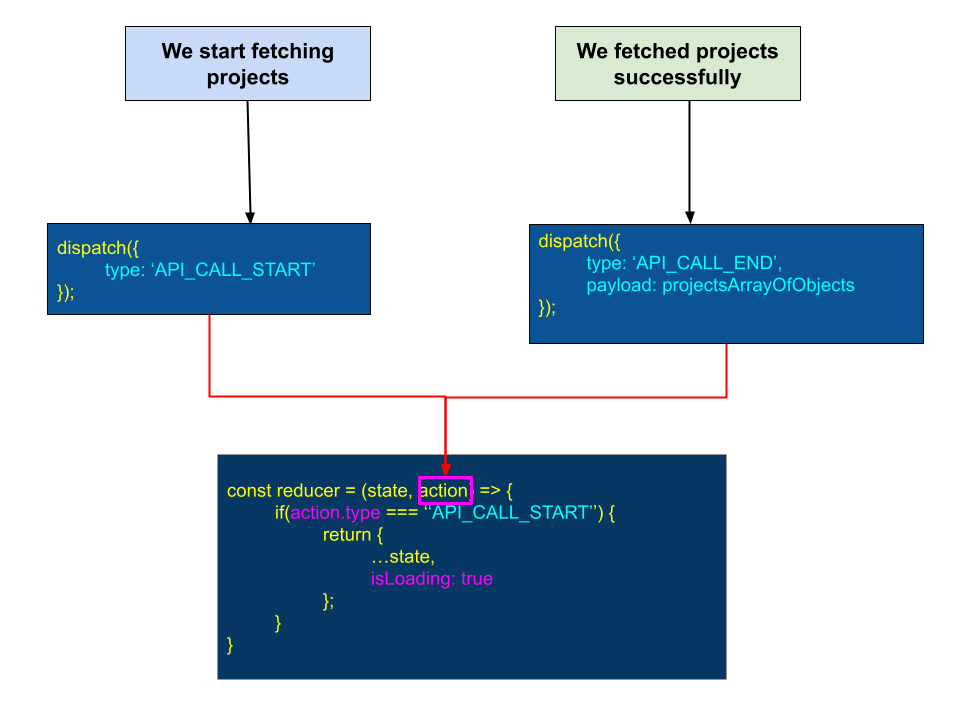 We start fetching
projects
We fetched projects
successfully
dispatch({
type: ‘API_CALL_START’
});
dispatch({
type: ‘API_CALL_END’,
payload: projectsArrayOfObjects
});
const reducer = (state, action) => {
if(action.type === ‘‘API_CALL_START’’) {
return {
…state,
isLoading: true
};
}
}